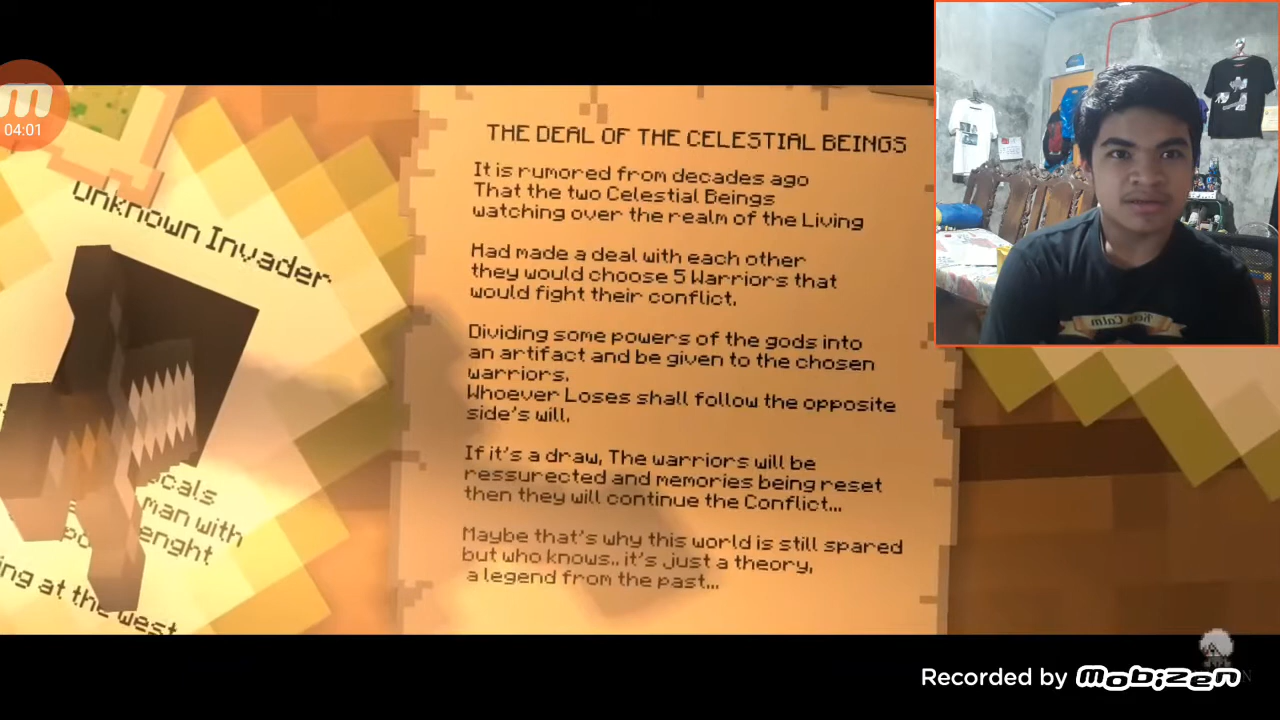 04:01
Unknown Invader
THE DEAL OF THE CELESTIAL BEINGS
It is rumored from decades ago
That the two Celestial Beings
watching over the realm of the Living
Had made a deal with each other
they would choose 5 Warriors that
would fight their conflict.
Dividing some powers of the gods into
an artifact and be given to the chosen
warriors.
Whoever Loses shall follow the opposite
side's will.
If it's a draw, The warriors will be
ressurected and memories being reset
then they will continue the Conflict...
Maybe that's why this world is still spared
but who knows.. it's just a theory,
a legend from the past...
man with
at the west
Keep Calm
Recorded by Mobizen